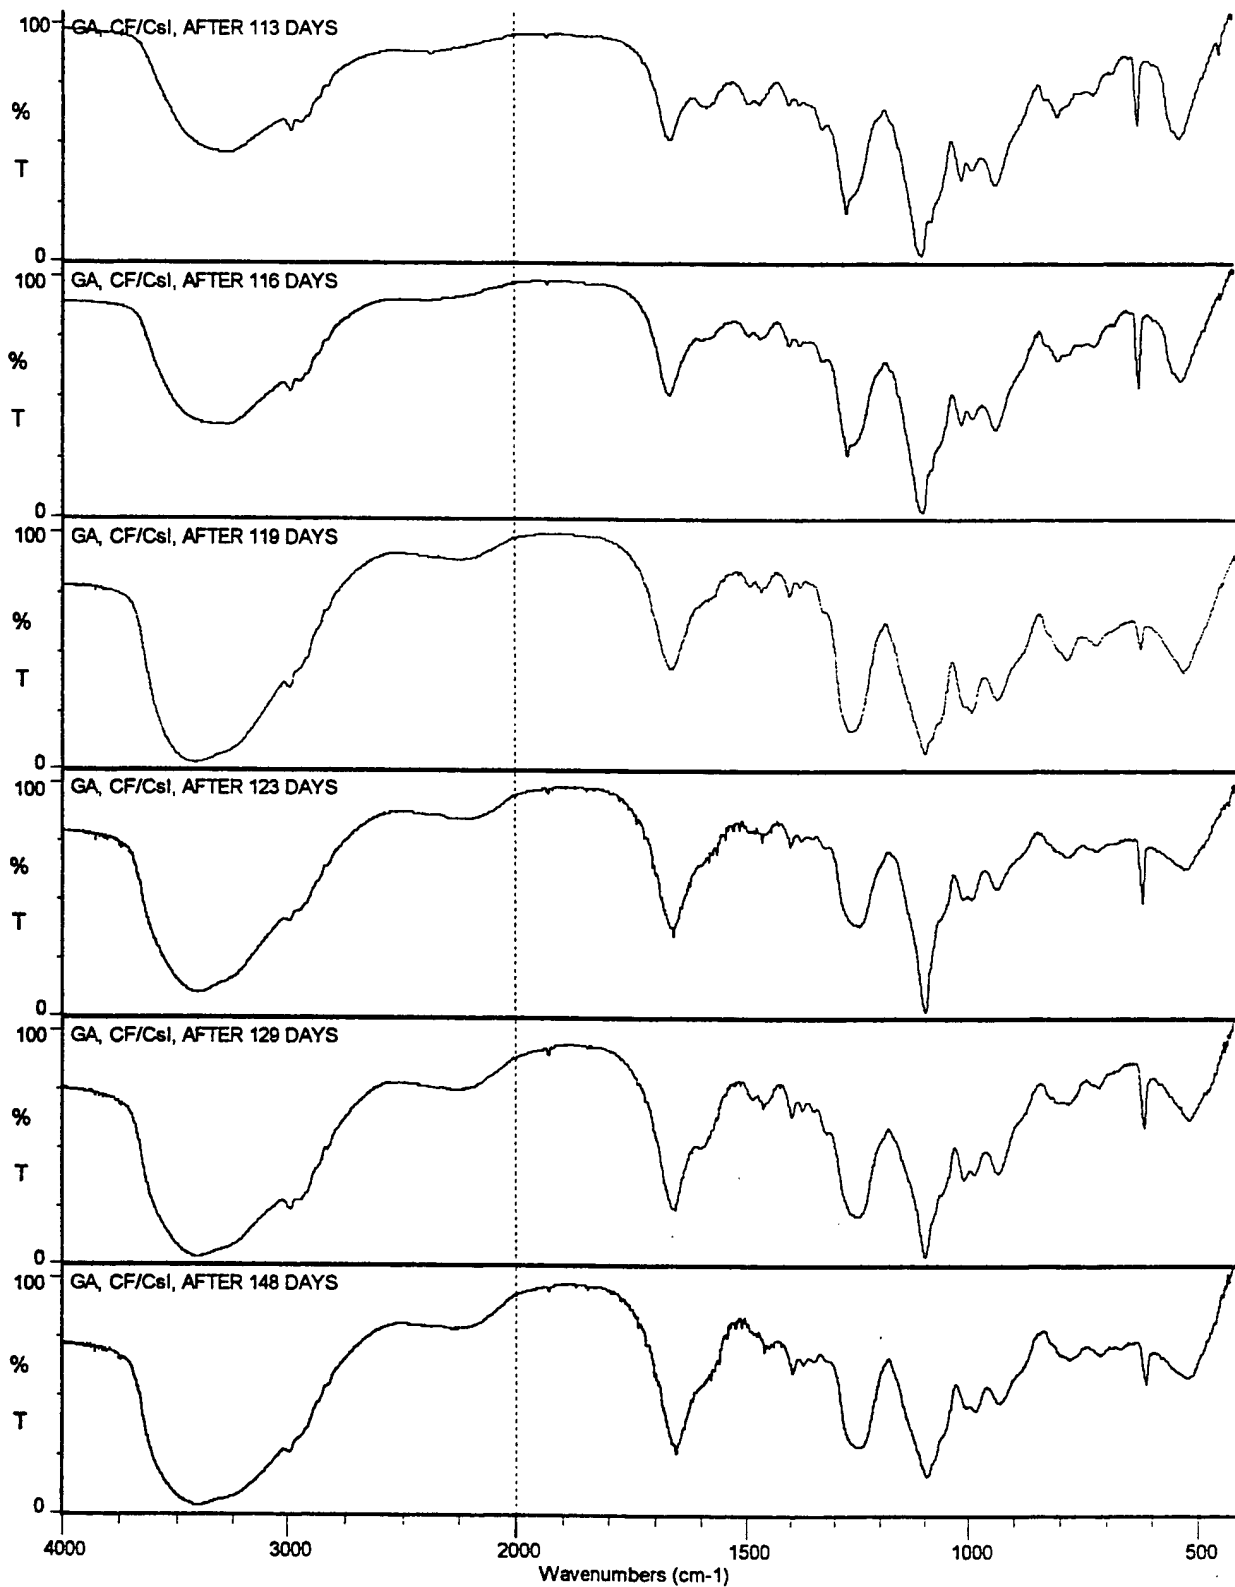 100
GA, CF/CsI, AFTER 113 DAYS
%
T
0
100
GA, CF/CsI, AFTER 116 DAYS
%
T
0
100
GA, CF/CsI, AFTER 119 DAYS
%
T
0
100
GA, CF/CsI, AFTER 123 DAYS
%
T
0
100
GA, CF/CsI, AFTER 129 DAYS
%
T
0
100
GA, CF/CsI, AFTER 148 DAYS
%
T
0
4000 3000 2000 1500 1000 500
Wavenumbers (cm-1)